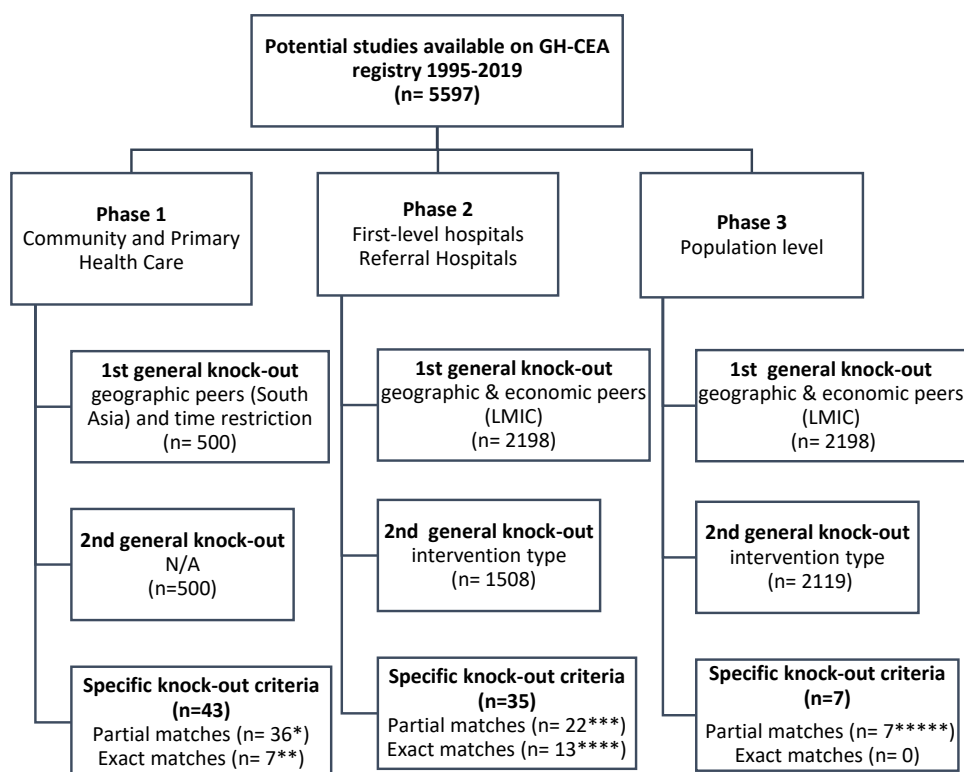 Potential studies available on GH-CEA
registry 1995-2019
(n= 5597)
Phase 1
Community and Primary
Health Care
Phase 2
First-level hospitals
Referral Hospitals
Phase 3
Population level
1st general knock-out
geographic peers (South
Asia) and time restriction
(n= 500)
1st general knock-out
geographic & economic peers
(LMIC)
(n= 2198)
1st general knock-out
geographic & economic peers
(LMIC)
(n= 2198)
2nd general knock-out
N/A
(n=500)
2nd general knock-out
intervention type
(n= 1508)
2nd general knock-out
intervention type
(n= 2119)
Specific knock-out criteria
(n=43)
Partial matches (n= 36*)
Exact matches (n= 7**)
Specific knock-out criteria
(n=35)
Partial matches (n= 22***)
Exact matches (n= 13****)
Specific knock-out criteria
(n=7)
Partial matches (n= 7*****)
Exact matches (n= 0)